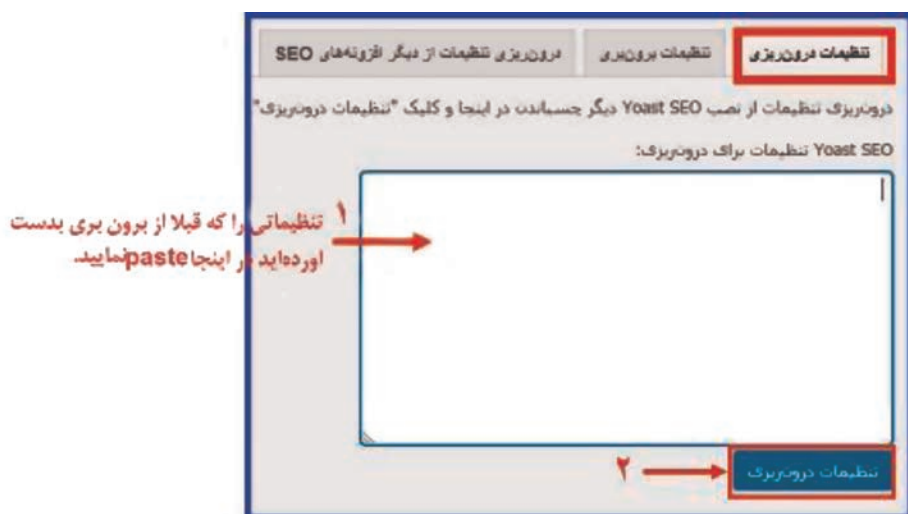 تنظیمات درون‌ریزی
تنظیمات برون‌بری
درون‌ریزی تنظیمات از دیگر افزونه‌های SEO
درون‌ریزی تنظیمات از نصب Yoast SEO دیگر چسباندن در اینجا و کلیک "تنظیمات درون‌ریزی"
Yoast SEO تنظیمات برای درون‌ریزی:
۱ تنظیماتی را که قبلا از برون بری بدست
اورده‌اید در اینجا paste نمایید.
۲
تنظیمات درون‌ریزی